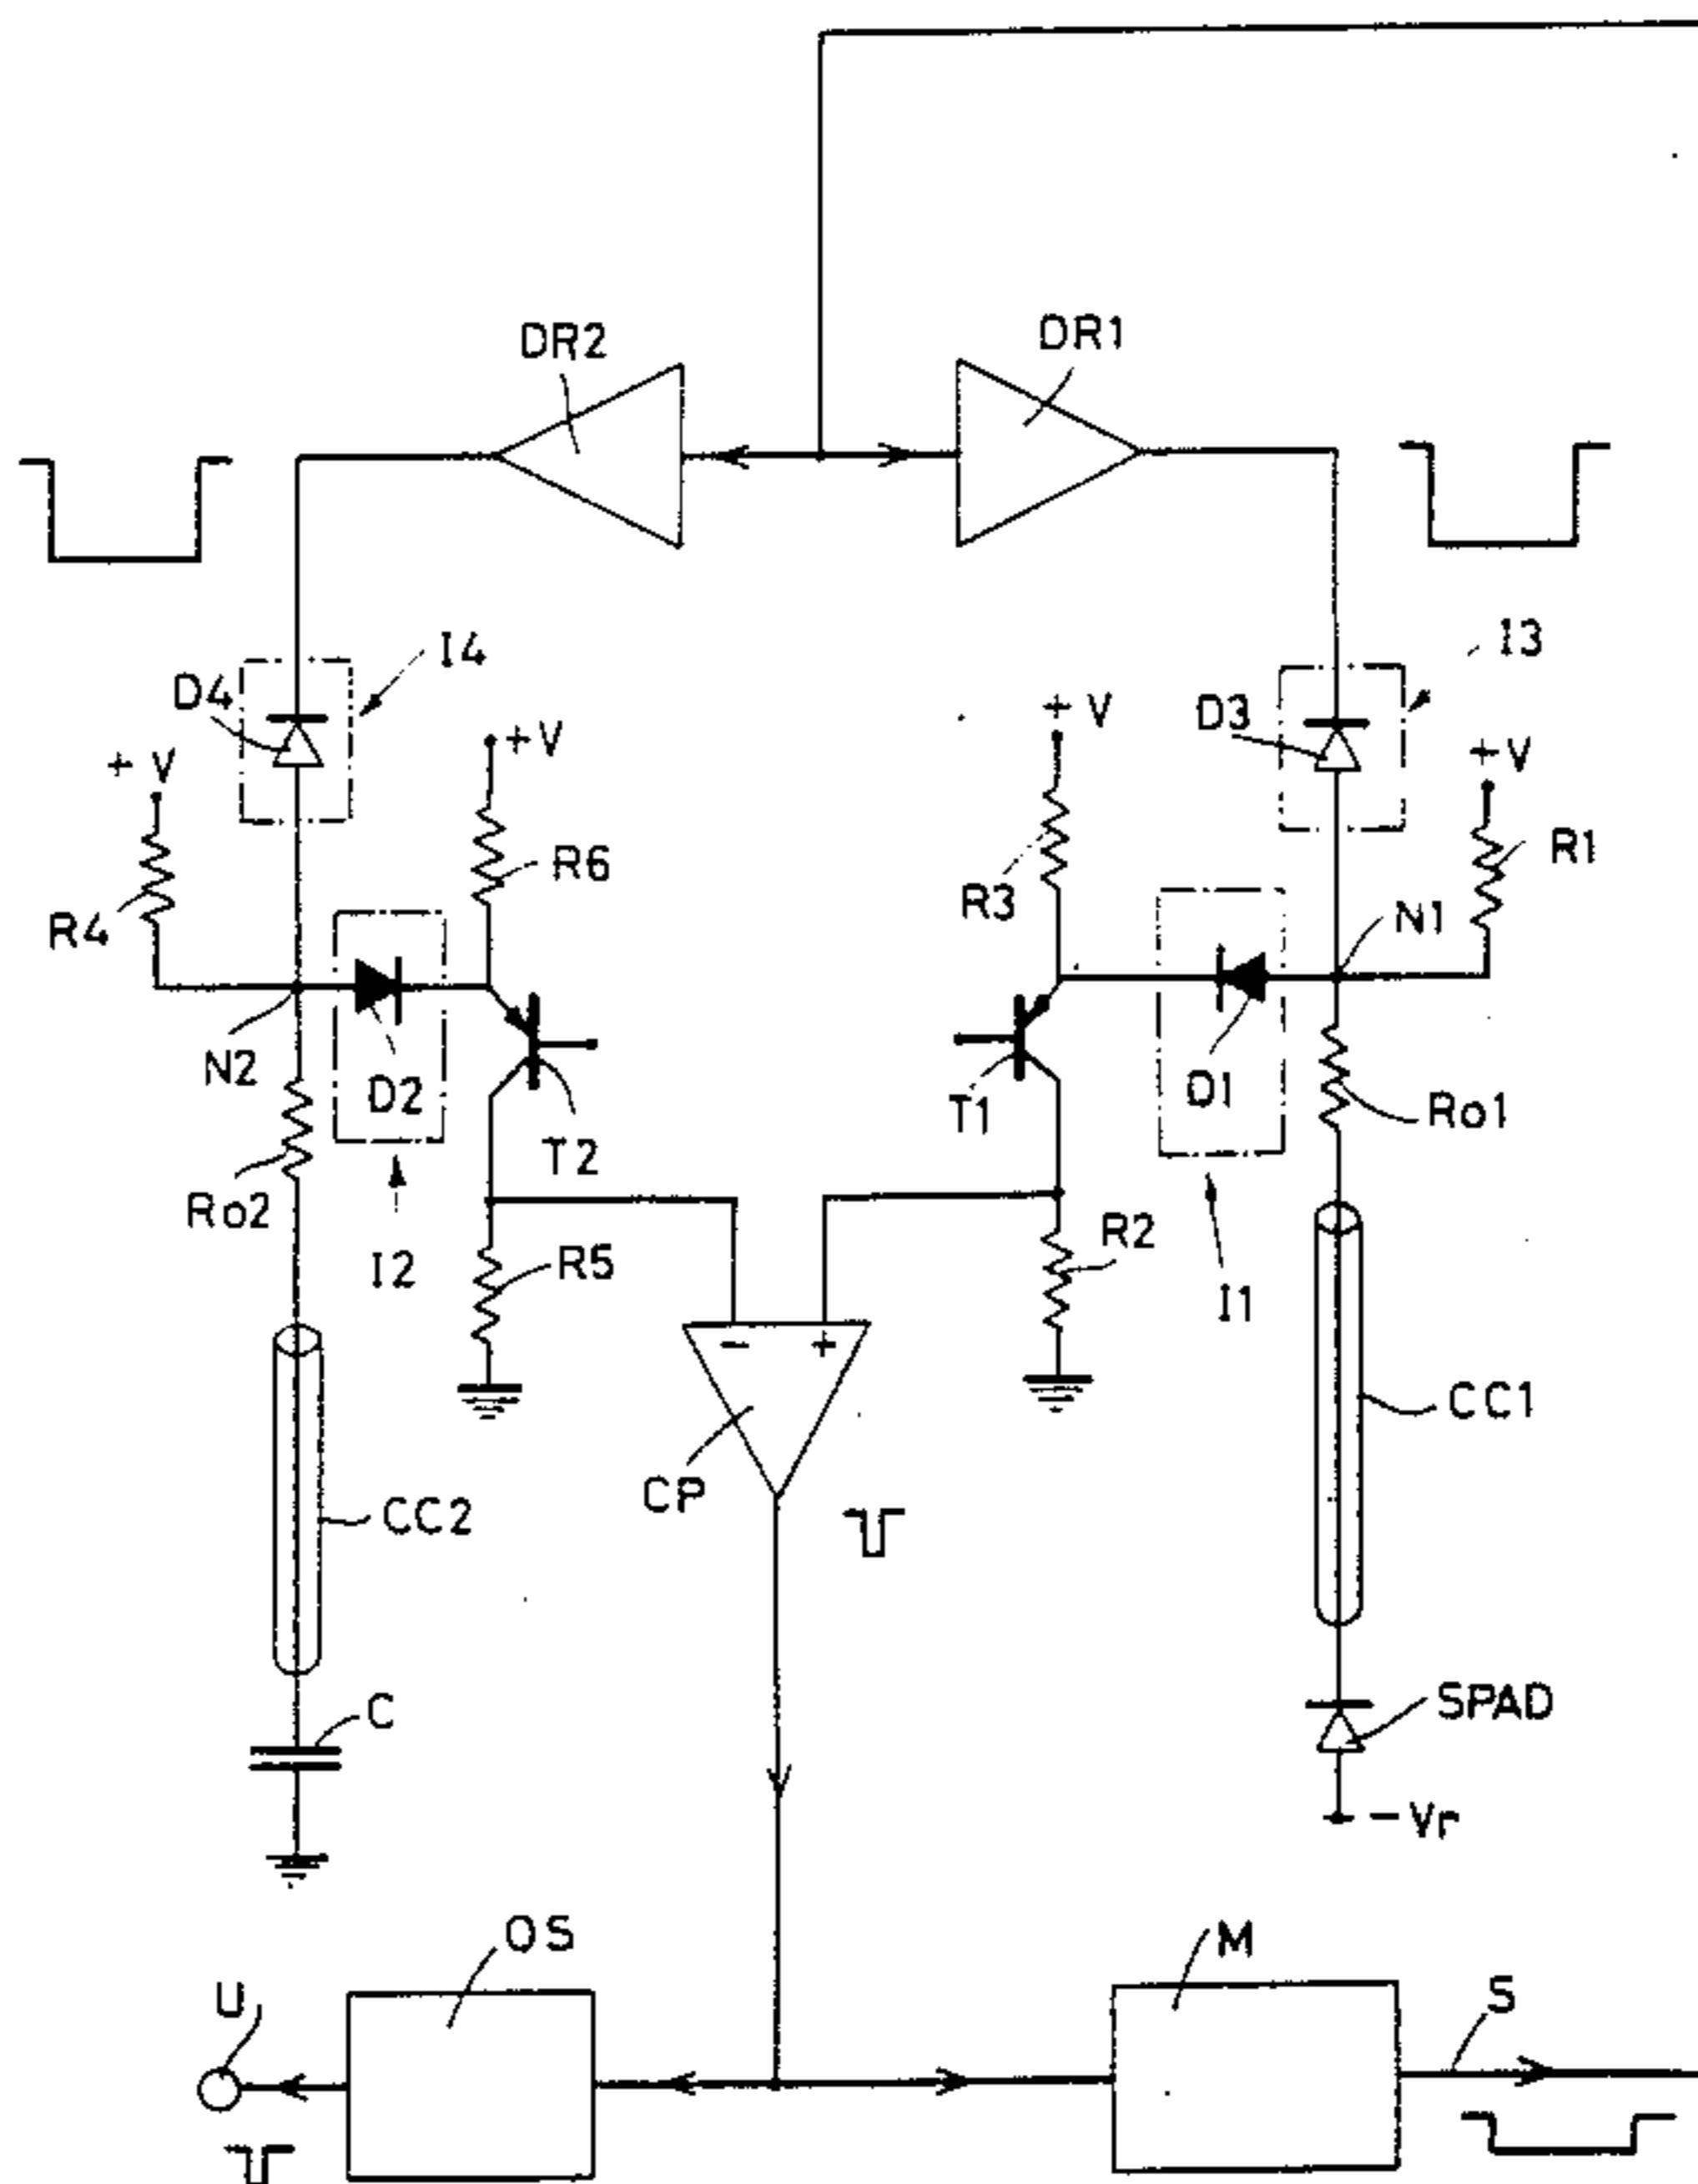 DR2
DR1
I4
I3
D4
D3
+ V
+ V
+ V
+ V
R4
R6
R3
R1
N1
N2
D2
T2
T1
D1
Ro1
Ro2
I2
R5
R2
I1
- +
CP
CC1
CC2
C
SPAD
- Vr
OS
M
U
S